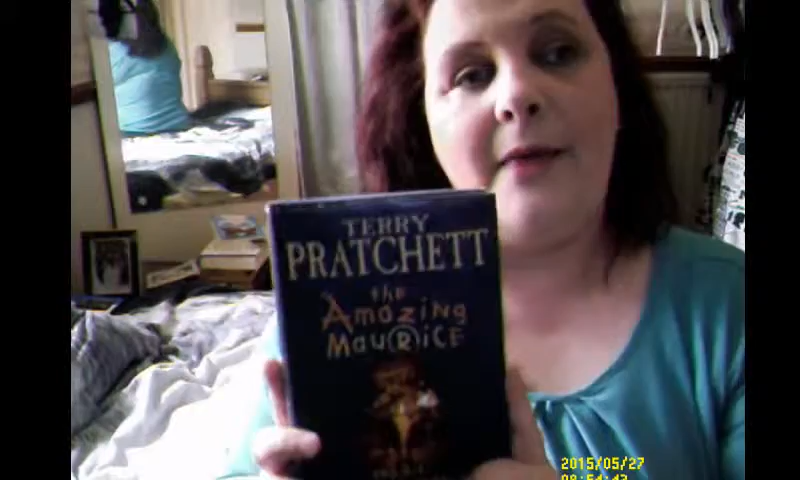 TERRY
PRATCHETT
the
Amazing
MauRiCE
2015/05/27